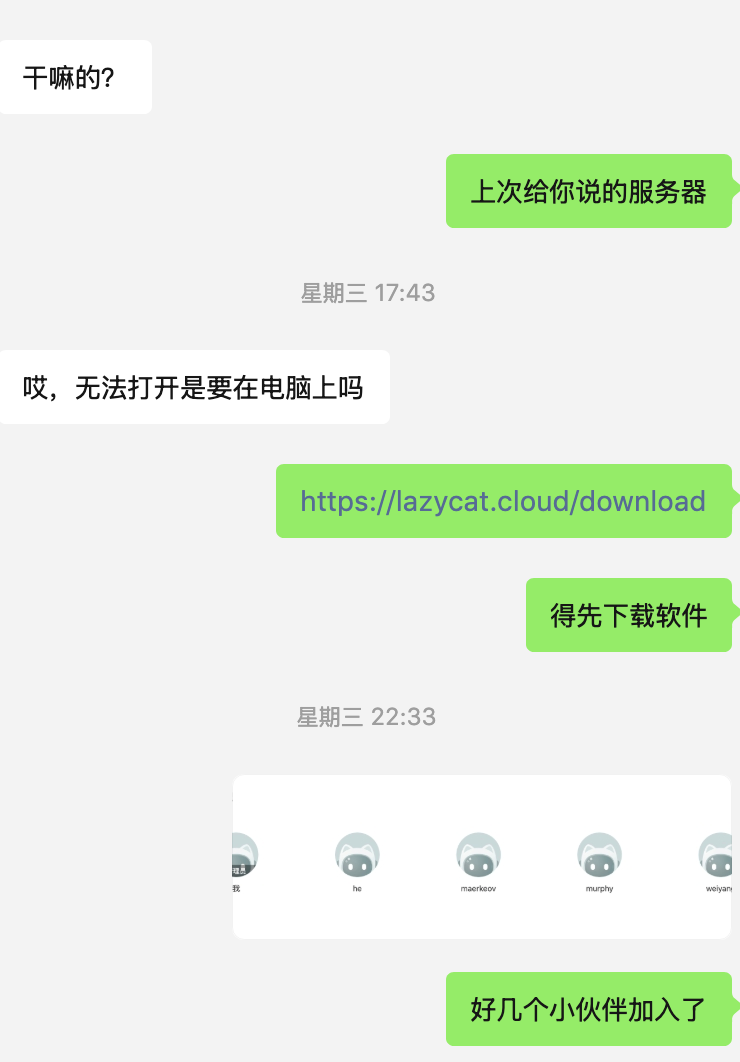 干嘛的?
上次给你说的服务器
星期三 17:43
哎，无法打开是要在电脑上吗
https://lazycat.cloud/download
得先下载软件
星期三 22:33
理员
我
he
maerkeov
murphy
weiyang
好几个小伙伴加入了